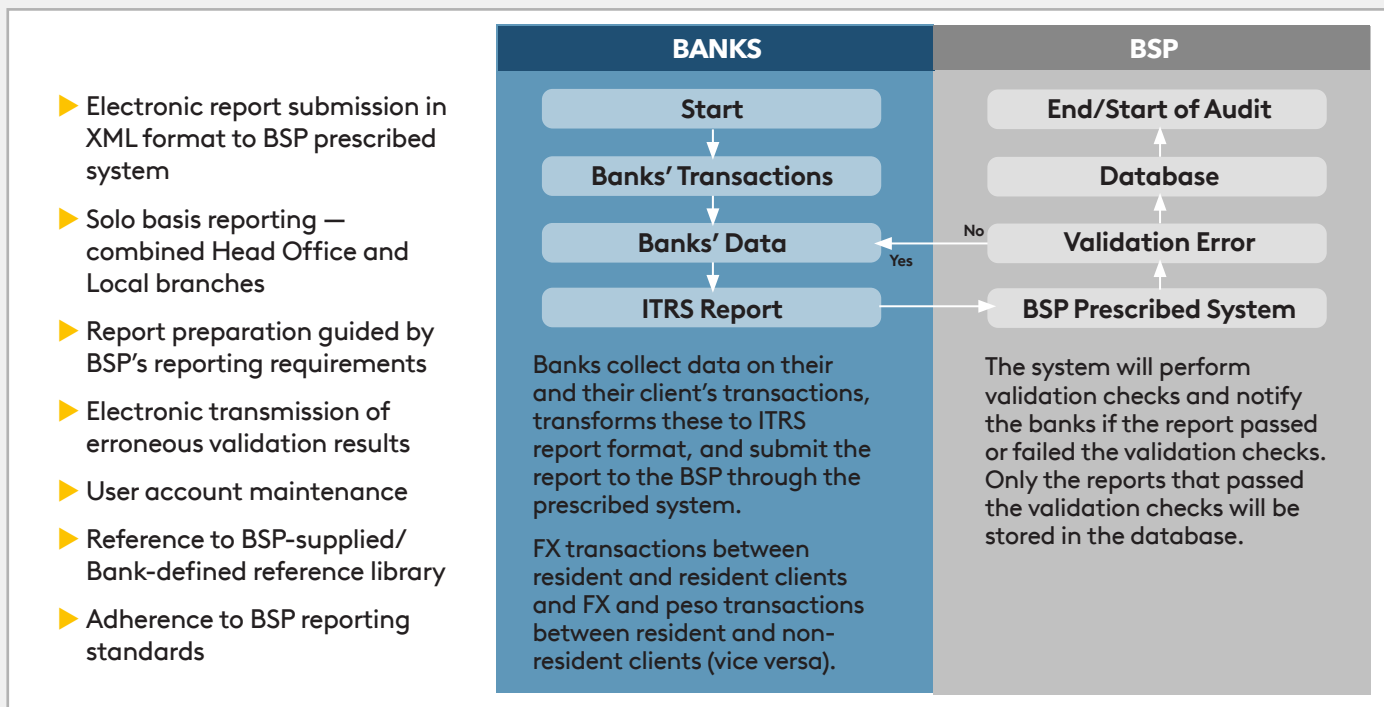 Electronic report submission in
XML format to BSP prescribed
system
Solo basis reporting —
combined Head Office and
Local branches
Report preparation guided by
BSP's reporting requirements
Electronic transmission of
erroneous validation results
User account maintenance
Reference to BSP-supplied/
Bank-defined reference library
Adherence to BSP reporting
standards
BANKS
Start
Banks' Transactions
Banks' Data
ITRS Report
Banks collect data on their
and their client's transactions,
transforms these to ITRS
report format, and submit the
report to the BSP through the
prescribed system.
FX transactions between
resident and resident clients
and FX and peso transactions
between resident and non-
resident clients (vice versa).
BSP
End/Start of Audit
Database
No
Yes
Validation Error
BSP Prescribed System
The system will perform
validation checks and notify
the banks if the report passed
or failed the validation checks.
Only the reports that passed
the validation checks will be
stored in the database.